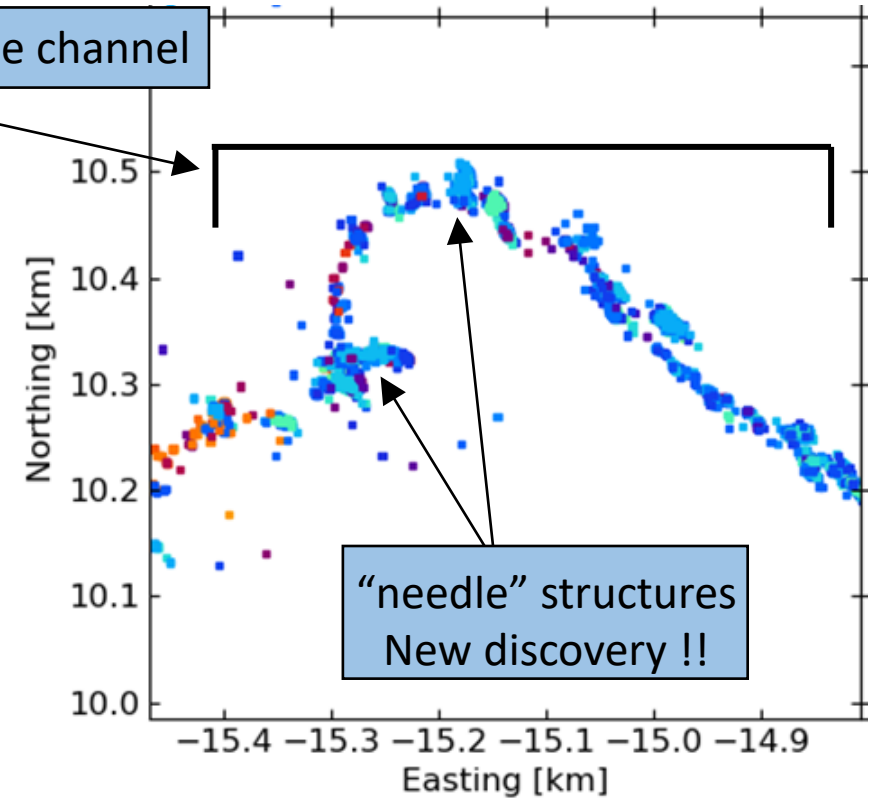 e channel
10.5
10.4
Northing [km]
10.3
10.2
10.1
10.0
“needle” structures
New discovery !!
−15.4 −15.3 −15.2 −15.1 −15.0 −14.9
Easting [km]